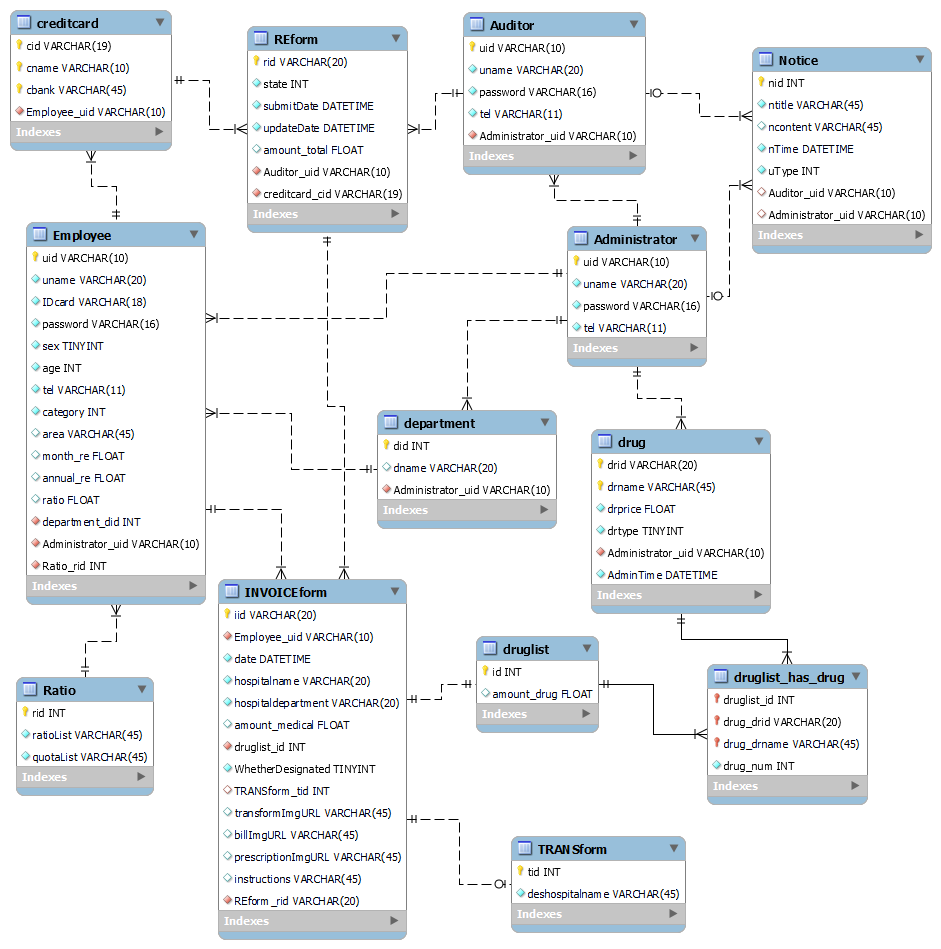 creditcard
cid VARCHAR(19)
cname VARCHAR(10)
cbank VARCHAR(45)
Employee_uid VARCHAR(10)
Indexes
REform
rid VARCHAR(20)
state INT
submitDate DATETIME
updateDate DATETIME
amount_total FLOAT
Auditor_uid VARCHAR(10)
creditcard_cid VARCHAR(19)
Indexes
Auditor
uid VARCHAR(10)
uname VARCHAR(20)
password VARCHAR(16)
tel VARCHAR(11)
Administrator_uid VARCHAR(10)
Indexes
Notice
nid INT
ntitle VARCHAR(45)
ncontent VARCHAR(45)
nTime DATETIME
uType INT
Auditor_uid VARCHAR(10)
Administrator_uid VARCHAR(10)
Indexes
Employee
uid VARCHAR(10)
uname VARCHAR(20)
IDcard VARCHAR(18)
password VARCHAR(16)
sex TINYINT
age INT
tel VARCHAR(11)
category INT
area VARCHAR(45)
month_re FLOAT
annual_re FLOAT
ratio FLOAT
department_did INT
Administrator_uid VARCHAR(10)
Ratio_rid INT
Indexes
Administrator
uid VARCHAR(10)
uname VARCHAR(20)
password VARCHAR(16)
tel VARCHAR(11)
Indexes
department
did INT
dname VARCHAR(20)
Administrator_uid VARCHAR(10)
Indexes
drug
drid VARCHAR(20)
drname VARCHAR(45)
drprice FLOAT
drtype TINYINT
Administrator_uid VARCHAR(10)
AdminTime DATETIME
Indexes
INVOICEform
iid VARCHAR(20)
Employee_uid VARCHAR(10)
date DATETIME
hospitalname VARCHAR(20)
hospitaldepartment VARCHAR(20)
amount_medical FLOAT
druglist_id INT
WhetherDesignated TINYINT
TRANSform_tid INT
transformImgURL VARCHAR(45)
billImgURL VARCHAR(45)
prescriptionImgURL VARCHAR(45)
instructions VARCHAR(45)
REform_rid VARCHAR(20)
Indexes
druglist
id INT
amount_drug FLOAT
Indexes
druglist_has_drug
druglist_id INT
drug_drid VARCHAR(20)
drug_drname VARCHAR(45)
drug_num INT
Indexes
Ratio
rid INT
ratioList VARCHAR(45)
quotaList VARCHAR(45)
Indexes
TRANSform
tid INT
deshospitalname VARCHAR(45)
Indexes